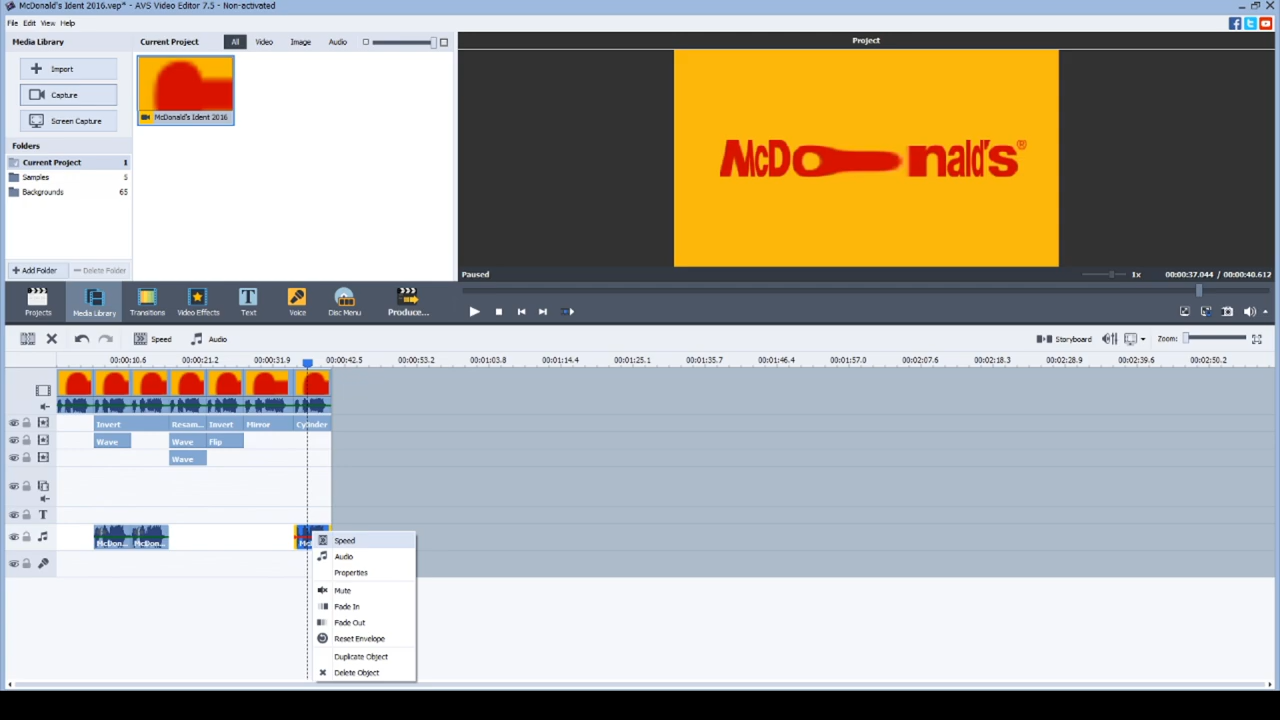 McDonald's Ident 2016.vep* - AVS Video Editor 7.5 - Non-activated
File Edit View Help
Media Library
Import
Capture
Screen Capture
Folders
Current Project 1
Samples 5
Backgrounds 65
Add Folder Delete Folder
Current Project All Video Image Audio
McDonald's Ident 2016
Project
McDonald's®
Paused 1x 00:00:37.044 / 00:00:40.612
Projects Media Library Transitions Video Effects Text Voice Disc Menu Produce...
Speed Audio Storyboard Zoom:
00:00:10.6 00:00:21.2 00:00:31.9 00:00:42.5 00:00:53.2 00:01:03.8 00:01:14.4 00:01:25.1 00:01:35.7 00:01:46.4 00:01:57.0 00:02:07.6 00:02:18.3 00:02:28.9 00:02:39.6 00:02:50.2
Invert Resam... Invert Mirror Cylinder
Wave Wave Flip
Wave
T
McDon... McDon...
Speed
Audio
Properties
Mute
Fade In
Fade Out
Reset Envelope
Duplicate Object
Delete Object